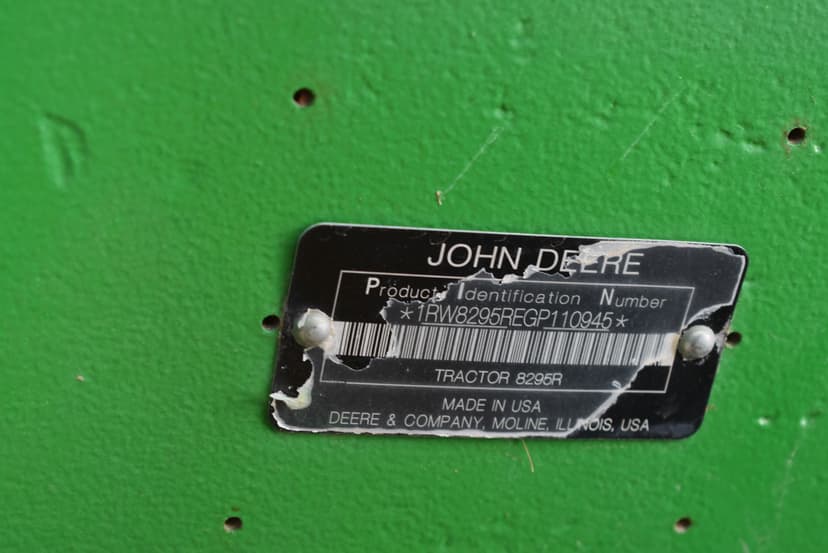 JOHN DEERE
Product Identification Number
*1RW8295REGP110945*
TRACTOR 8295R
MADE IN USA
DEERE & COMPANY, MOLINE, ILLINOIS, USA